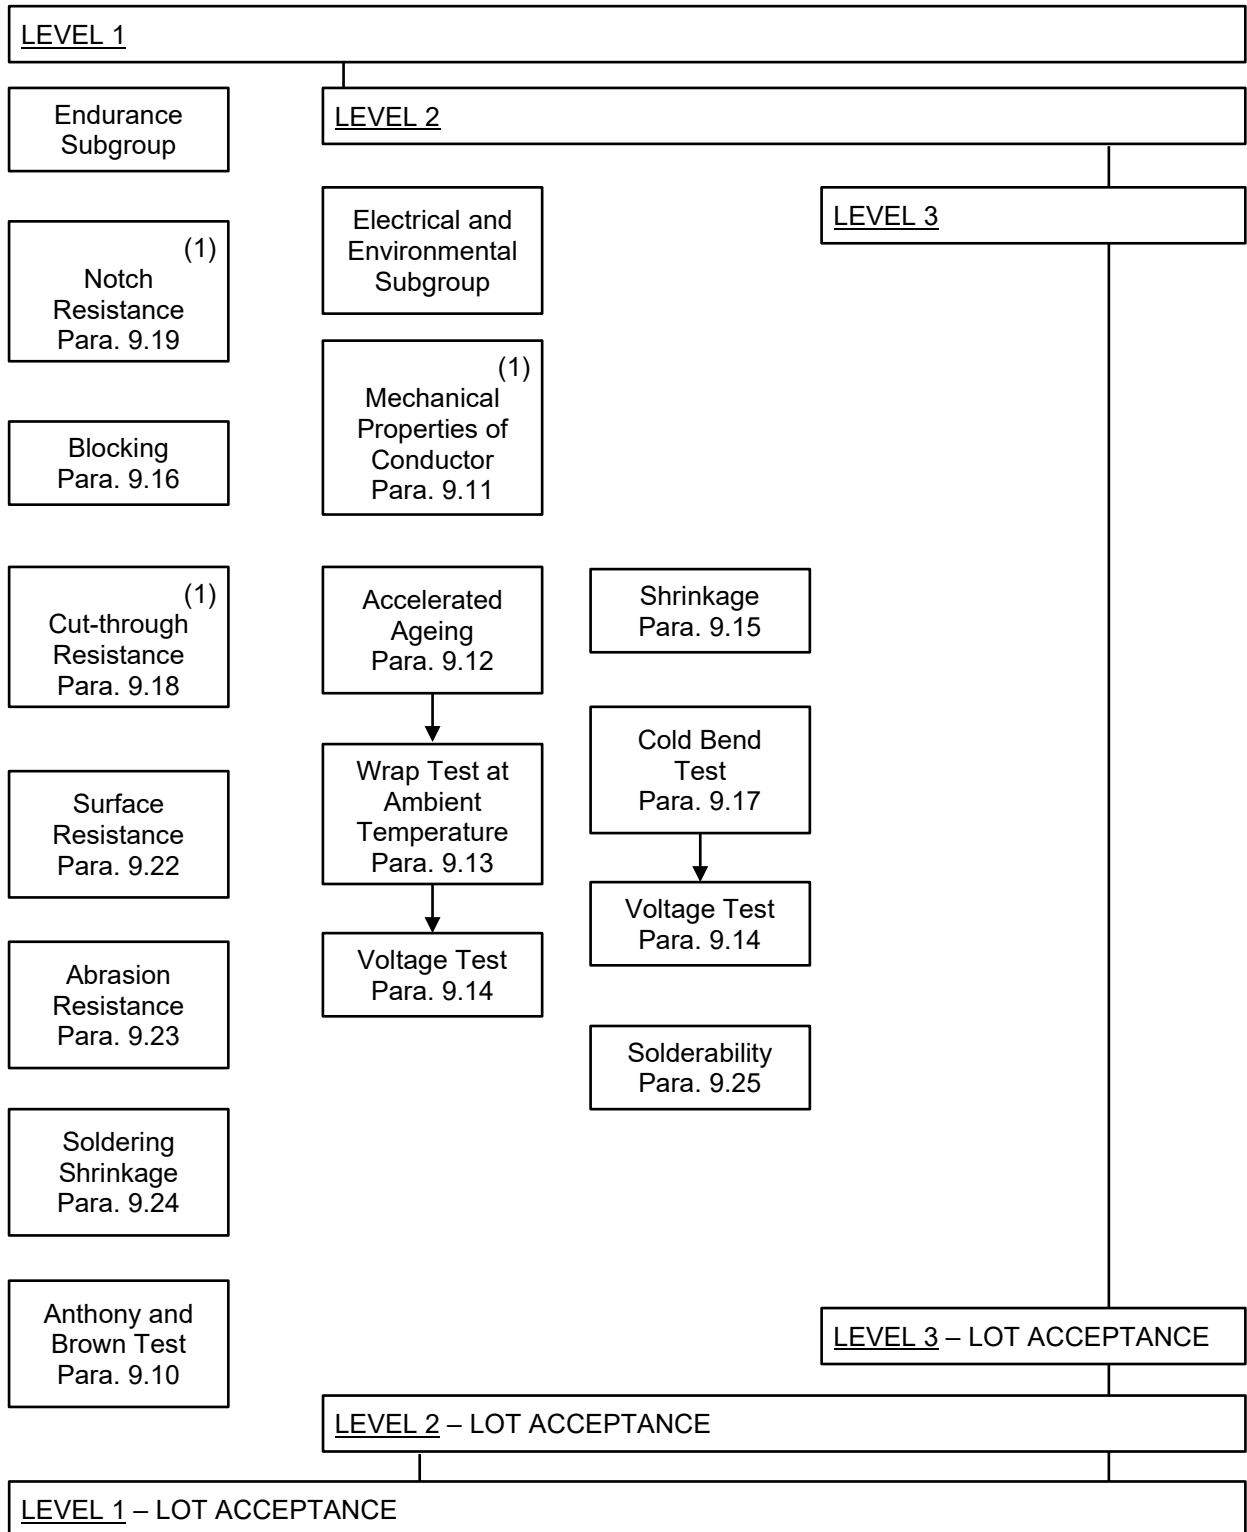 LEVEL 1
Endurance
Subgroup
LEVEL 2
Electrical and
Environmental
Subgroup
LEVEL 3
(1)
Notch
Resistance
Para. 9.19
(1)
Mechanical
Properties of
Conductor
Para. 9.11
Blocking
Para. 9.16
(1)
Cut-through
Resistance
Para. 9.18
Accelerated
Ageing
Para. 9.12
Shrinkage
Para. 9.15
Surface
Resistance
Para. 9.22
Wrap Test at
Ambient
Temperature
Para. 9.13
Cold Bend
Test
Para. 9.17
Voltage Test
Para. 9.14
Voltage Test
Para. 9.14
Abrasion
Resistance
Para. 9.23
Solderability
Para. 9.25
Soldering
Shrinkage
Para. 9.24
Anthony and
Brown Test
Para. 9.10
LEVEL 3 – LOT ACCEPTANCE
LEVEL 2 – LOT ACCEPTANCE
LEVEL 1 – LOT ACCEPTANCE